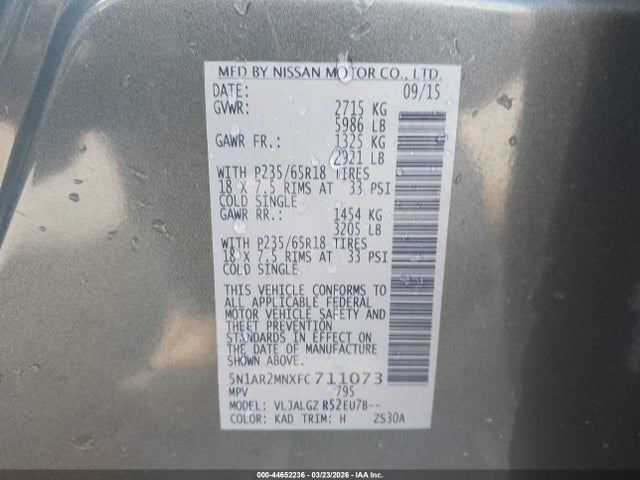 MFD BY NISSAN MOTOR CO., LTD.
DATE: 09/15
GVWR: 2715 KG
5986 LB
GAWR FR.: 1325 KG
2921 LB
WITH P235/65R18 TIRES
18 X 7.5 RIMS AT 33 PSI
COLD SINGLE
GAWR RR.: 1454 KG
3205 LB
WITH P235/65R18 TIRES
18 X 7.5 RIMS AT 33 PSI
COLD SINGLE
THIS VEHICLE CONFORMS TO
ALL APPLICABLE FEDERAL
MOTOR VEHICLE SAFETY AND
THEFT PREVENTION
STANDARDS IN EFFECT ON
THE DATE OF MANUFACTURE
SHOWN ABOVE.
5N1AR2MNXFC711073
MPV 795
MODEL: VLJALGZ R52EU7B--
COLOR: KAD TRIM: H ZS30A
000-44652236 | 03/23/2026 - IAAI.com